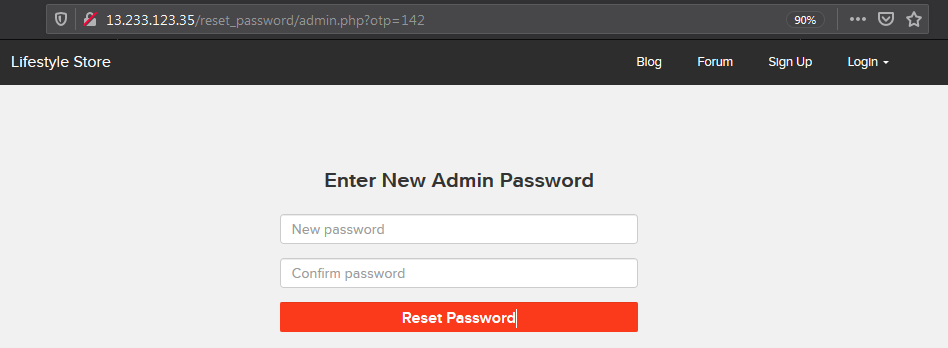 13.233.123.35/reset_password/admin.php?otp=142 90%
Lifestyle Store Blog Forum Sign Up Login
Enter New Admin Password
New password
Confirm password
Reset Password